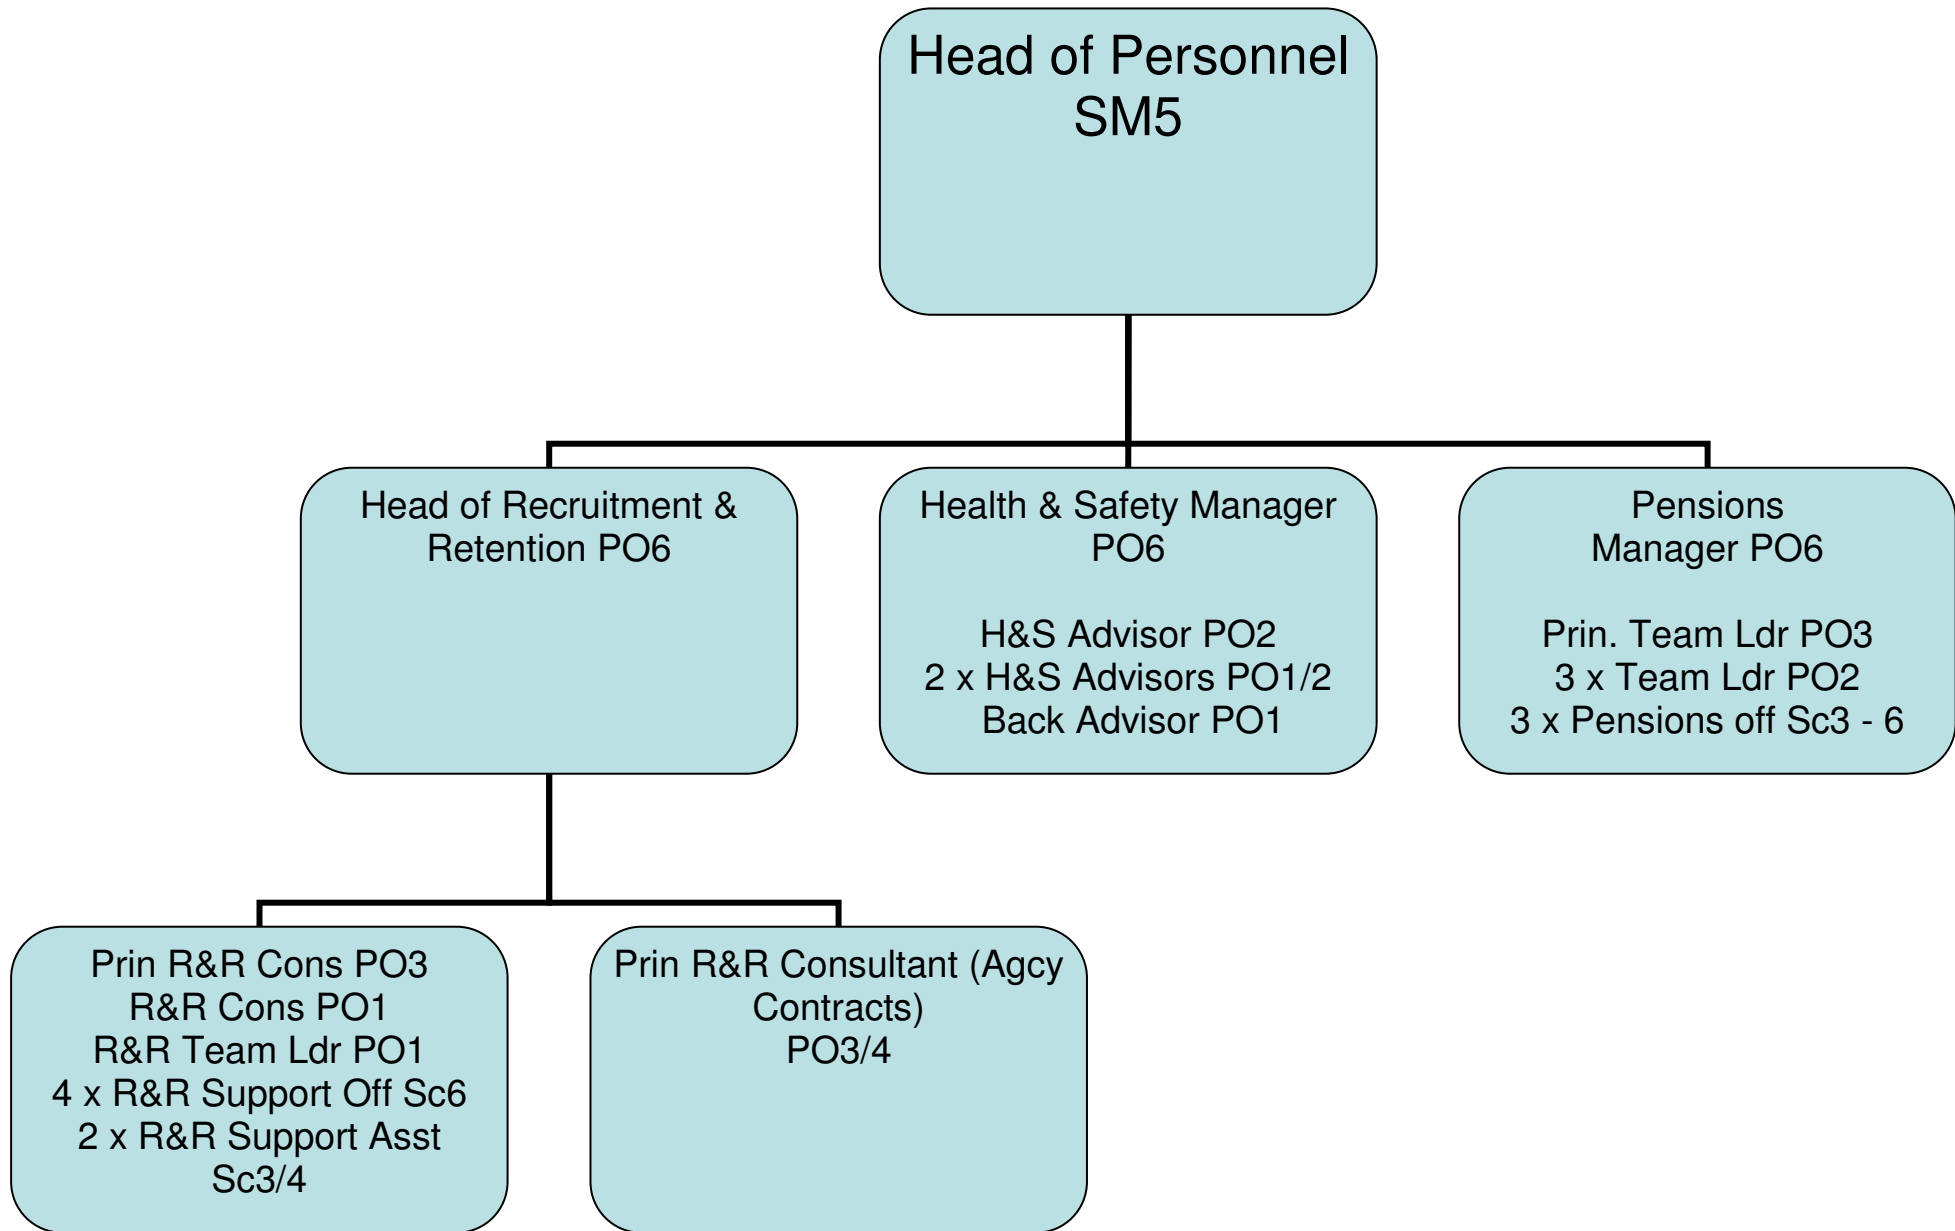 Head of Personnel
SM5
Head of Recruitment &
Retention PO6
Health & Safety Manager
PO6
H&S Advisor PO2
2 x H&S Advisors PO1/2
Back Advisor PO1
Pensions
Manager PO6
Prin. Team Ldr PO3
3 x Team Ldr PO2
3 x Pensions off Sc3 - 6
Prin R&R Cons PO3
R&R Cons PO1
R&R Team Ldr PO1
4 x R&R Support Off Sc6
2 x R&R Support Asst
Sc3/4
Prin R&R Consultant (Agcy
Contracts)
PO3/4